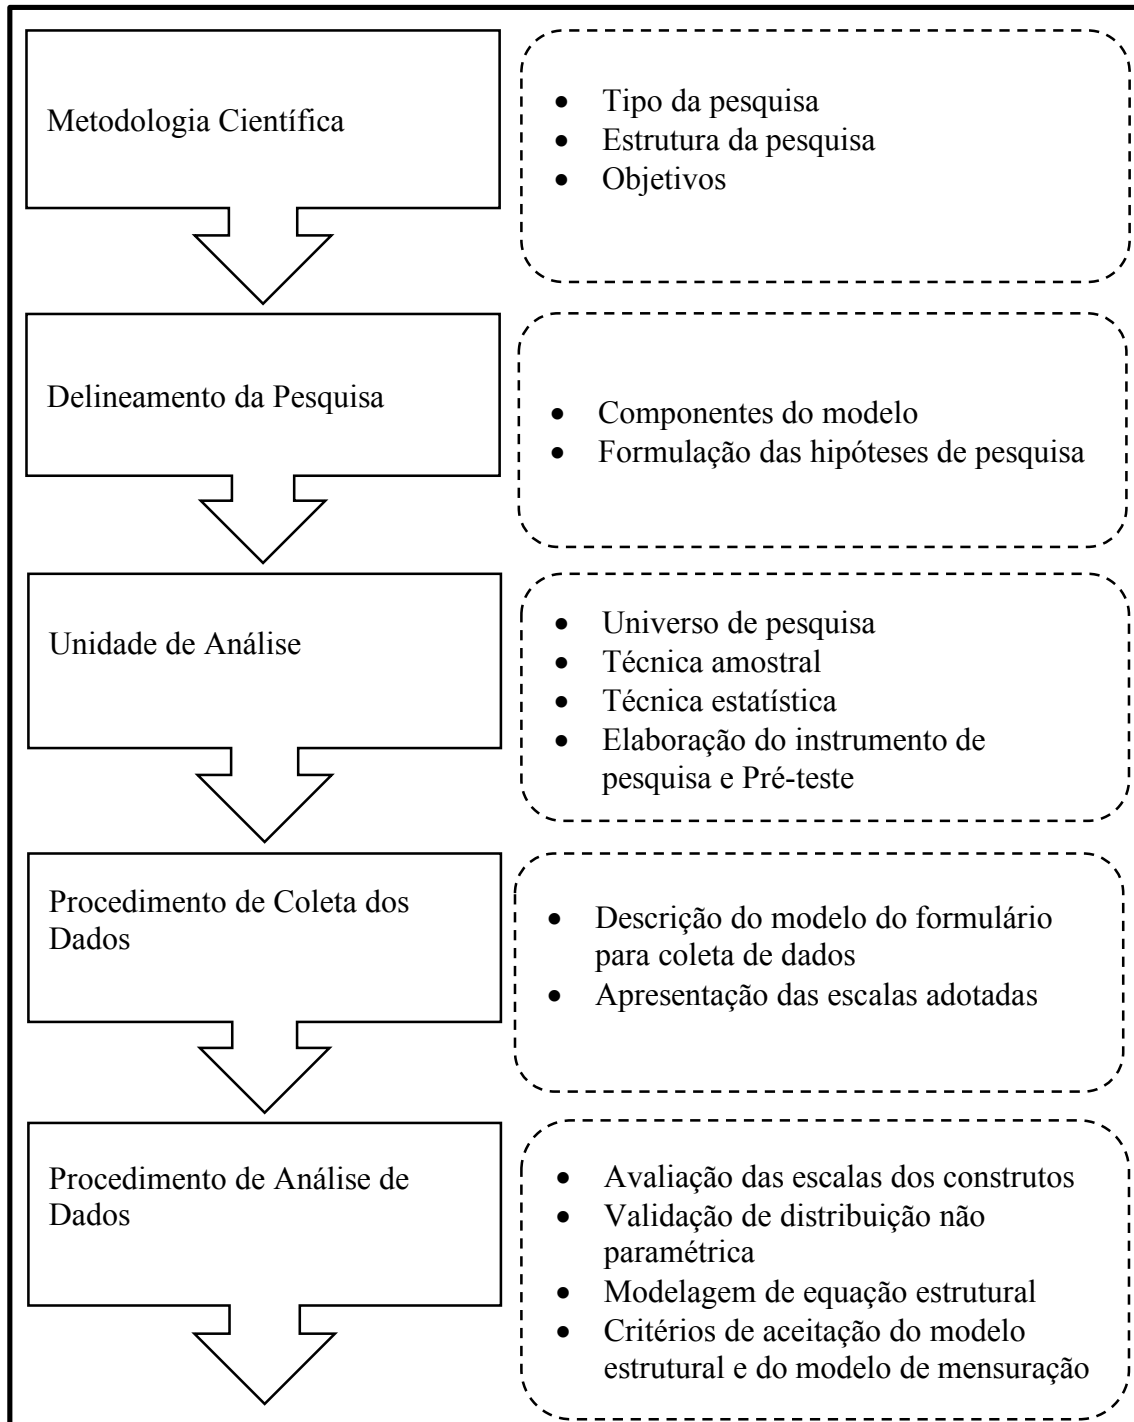 Metodologia Científica
• Tipo da pesquisa
• Estrutura da pesquisa
• Objetivos
Delineamento da Pesquisa
• Componentes do modelo
• Formulação das hipóteses de pesquisa
Unidade de Análise
• Universo de pesquisa
• Técnica amostral
• Técnica estatística
• Elaboração do instrumento de
pesquisa e Pré-teste
Procedimento de Coleta dos
Dados
• Descrição do modelo do formulário
para coleta de dados
• Apresentação das escalas adotadas
Procedimento de Análise de
Dados
• Avaliação das escalas dos construtos
• Validação de distribuição não
paramétrica
• Modelagem de equação estrutural
• Critérios de aceitação do modelo
estrutural e do modelo de mensuração